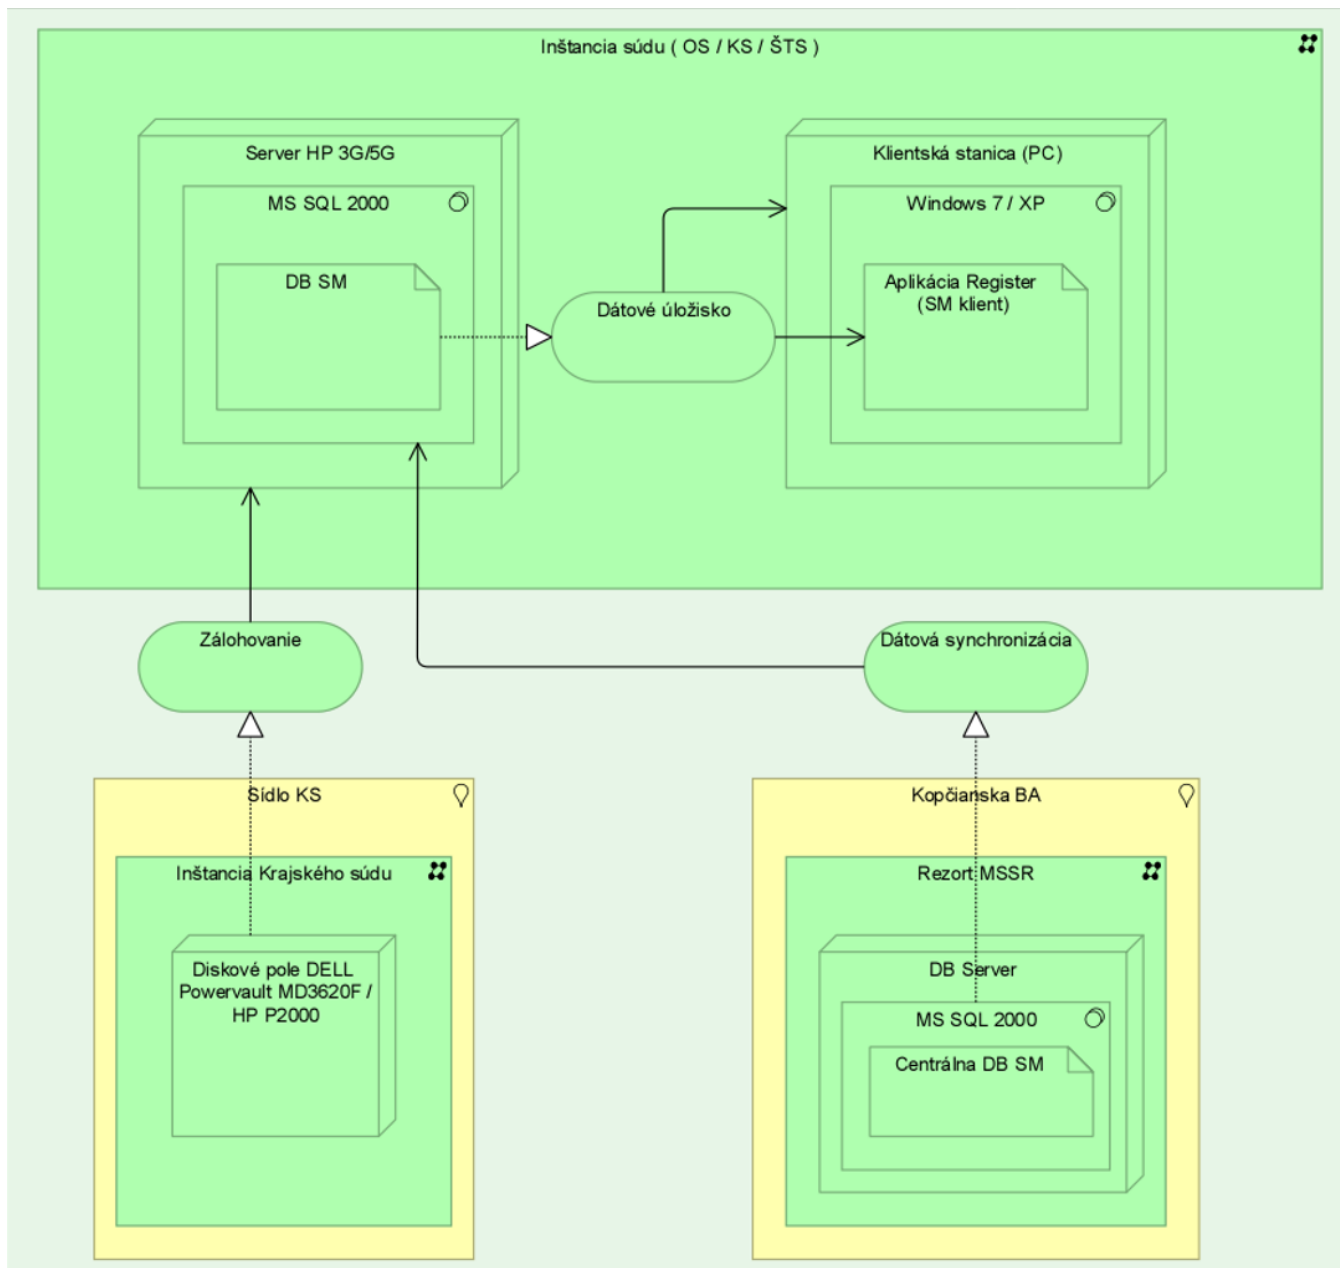 Inštancia súdu ( OS / KS / ŠTS )
Server HP 3G/5G
MS SQL 2000
DB SM
Dátové úložisko
Klientská stanica (PC)
Windows 7 / XP
Aplikácia Register
(SM klient)
Zálohovanie
Dátová synchronizácia
Sídlo KS
Inštancia Krajského súdu
Diskové pole DELL
Powervault MD3620F /
HP P2000
Kopčianska BA
Rezort MSSR
DB Server
MS SQL 2000
Centrálna DB SM